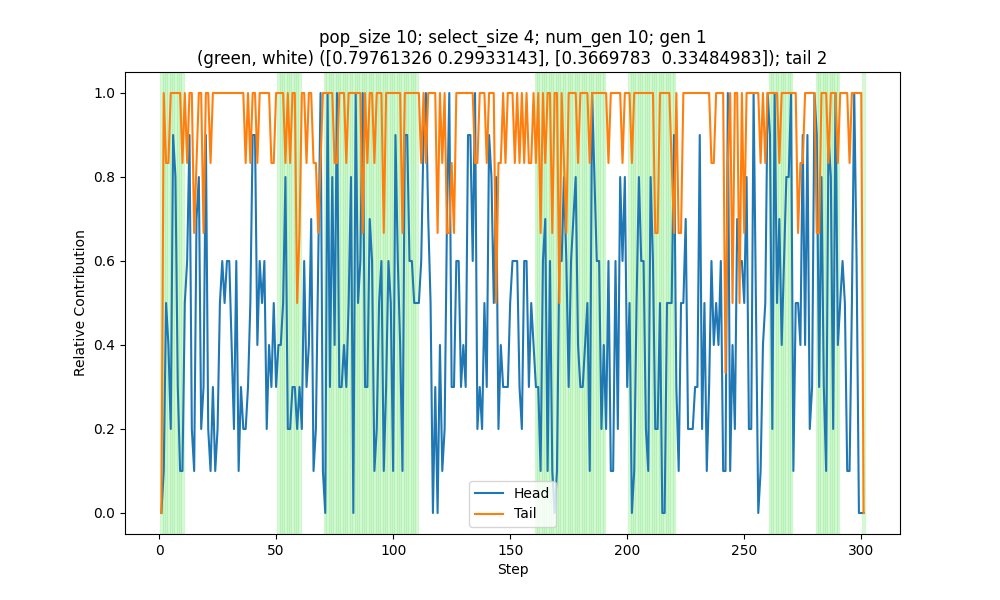 pop_size 10; select_size 4; num_gen 10; gen 1
(green, white) ([0.79761326 0.29933143], [0.3669783  0.33484983]); tail 2
1.0
0.8
0.6
0.4
0.2
0.0
Relative Contribution
Head
Tail
0
50
100
150
200
250
300
Step